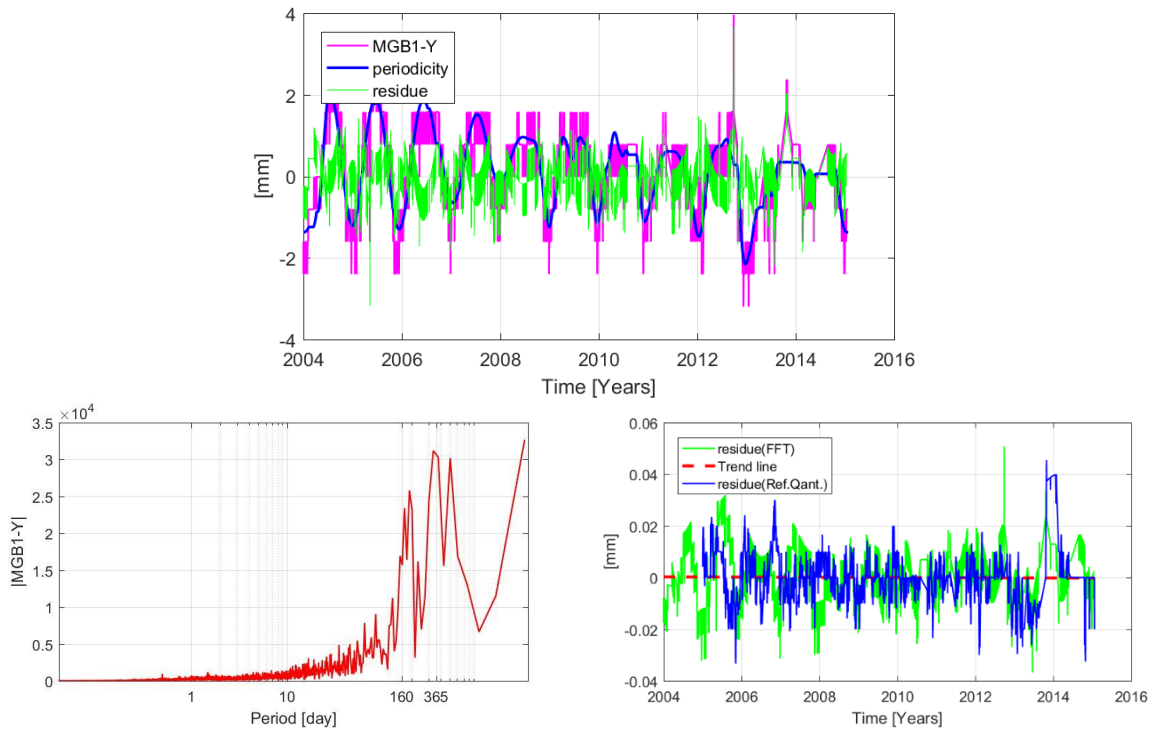 4
2
0
-2
-4
[mm]
MGB1-Y
periodicity
residue
2004 2006 2008 2010 2012 2014 2016
Time [Years]
×10⁴
3.5
3
2.5
2
1.5
1
0.5
0
|MGB1-Y|
1 10 160 365
Period [day]
0.06
0.04
0.02
0
-0.02
-0.04
[mm]
residue(FFT)
Trend line
residue(Ref.Qant.)
2004 2006 2008 2010 2012 2014 2016
Time [Years]